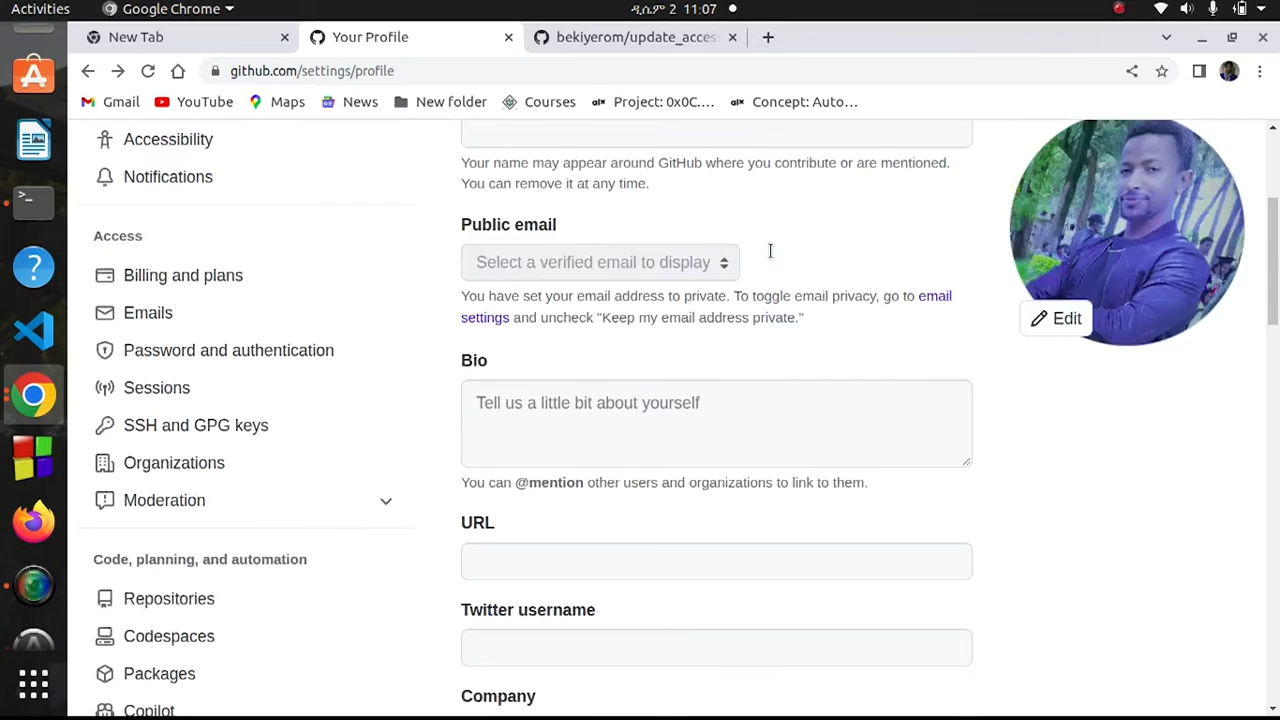 Activities
Google Chrome
ዲሴም 2 11:07
New Tab
Your Profile
bekiyerom/update_acces
github.com/settings/profile
Gmail
YouTube
Maps
News
New folder
Courses
Project: 0x0C....
Concept: Auto...
Accessibility
Notifications
Access
Billing and plans
Emails
Password and authentication
Sessions
SSH and GPG keys
Organizations
Moderation
Code, planning, and automation
Repositories
Codespaces
Packages
Copilot
Your name may appear around GitHub where you contribute or are mentioned.
You can remove it at any time.
Public email
Select a verified email to display
You have set your email address to private. To toggle email privacy, go to email
settings and uncheck "Keep my email address private."
Bio
Tell us a little bit about yourself
You can @mention other users and organizations to link to them.
URL
Twitter username
Company
Edit